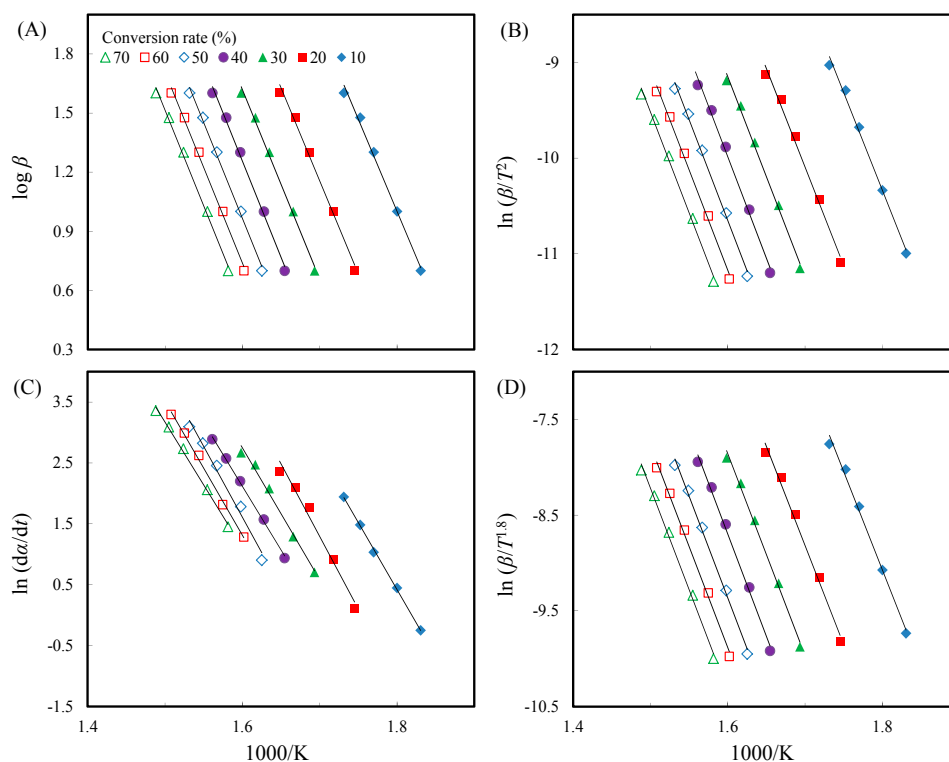 (A)
Conversion rate (%)
70 60 50 40 30 20 10
1.8
1.5
1.2
0.9
0.6
0.3
log β
(B)
-9
-10
-11
-12
ln (β/T²)
(C)
3.5
2.5
1.5
0.5
-0.5
-1.5
ln (dα/dt)
1.4 1.6 1.8
1000/K
(D)
-7.5
-8.5
-9.5
-10.5
ln (β/T¹·⁸)
1.4 1.6 1.8
1000/K